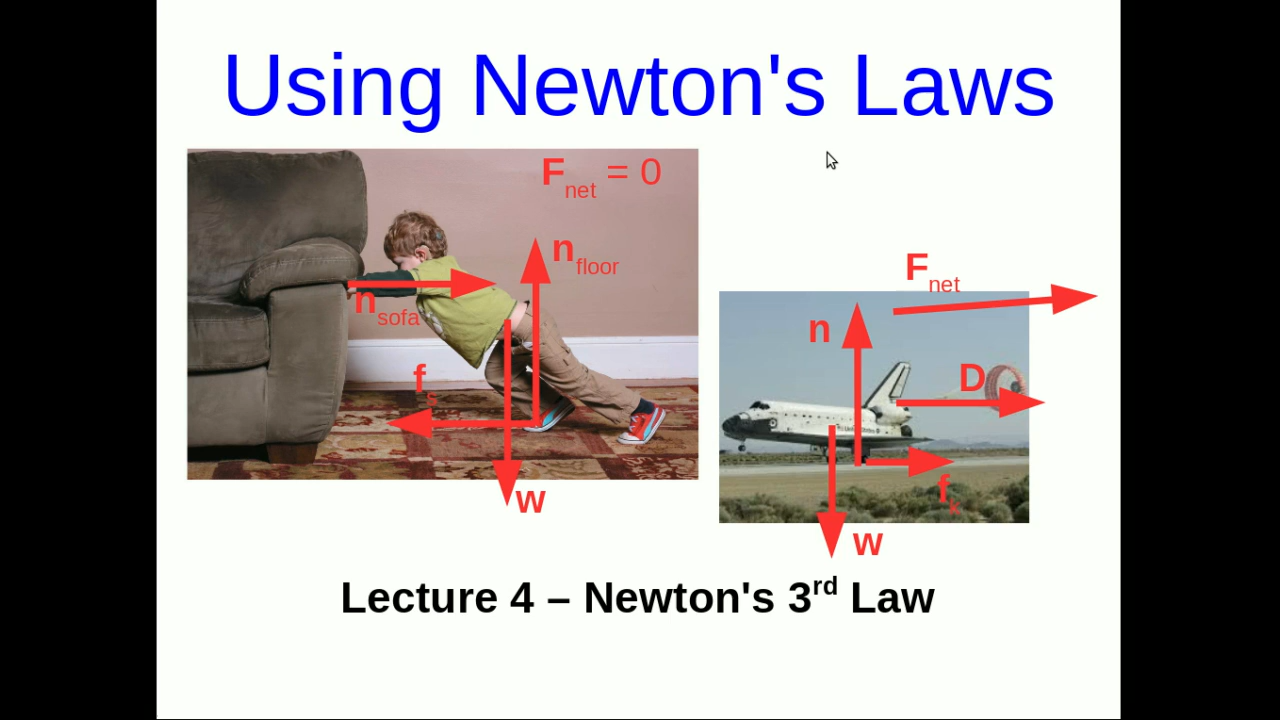 Using Newton's Laws
Fnet = 0
nfloor
nsofa
fs
w
Fnet
n
D
fk
w
Lecture 4 – Newton's 3rd Law